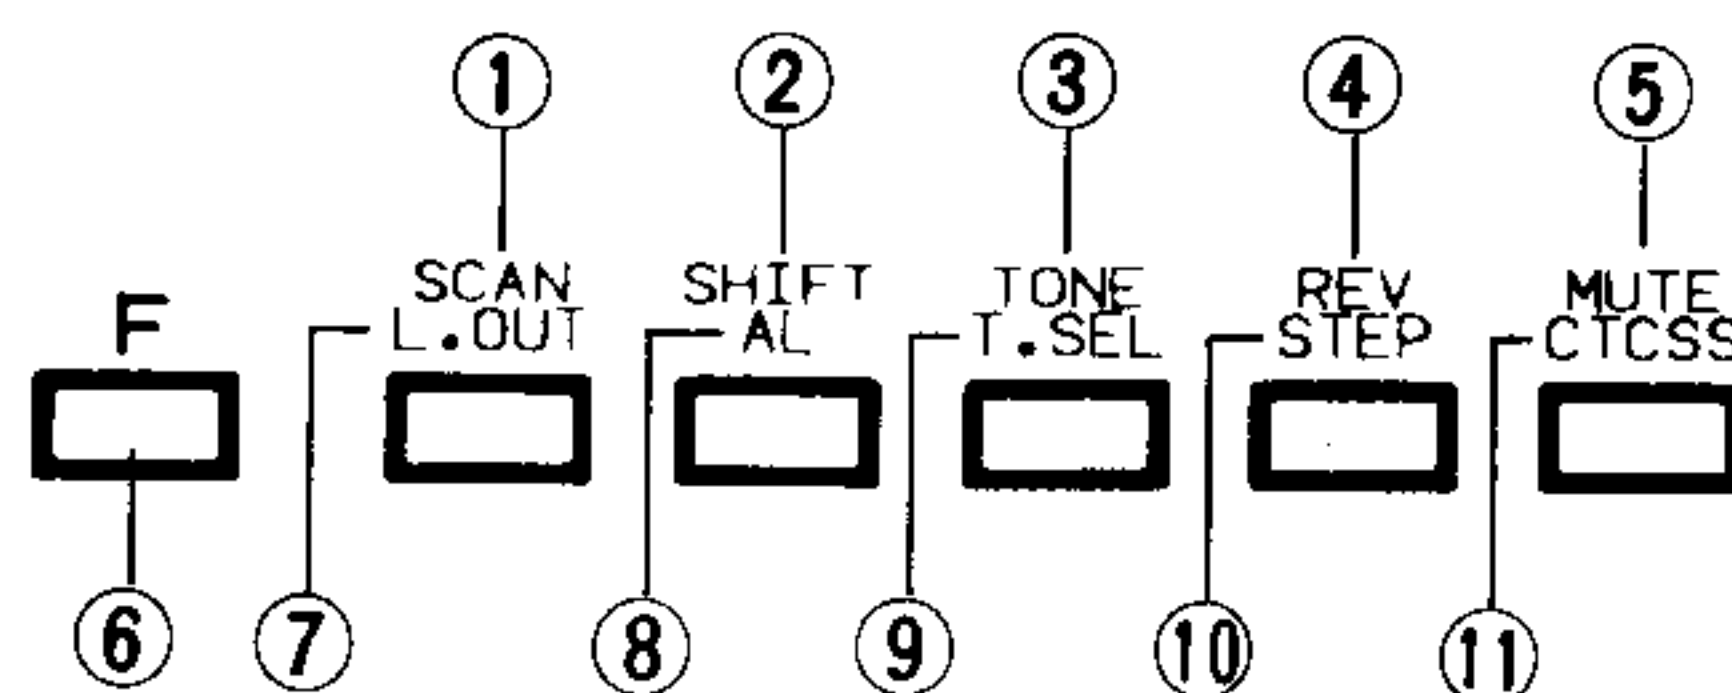 1 2 3 4 5
SCAN SHIFT TONE REV MUTE
F L.OUT AL T.SEL STEP CTCSS
6 7 8 9 10 11